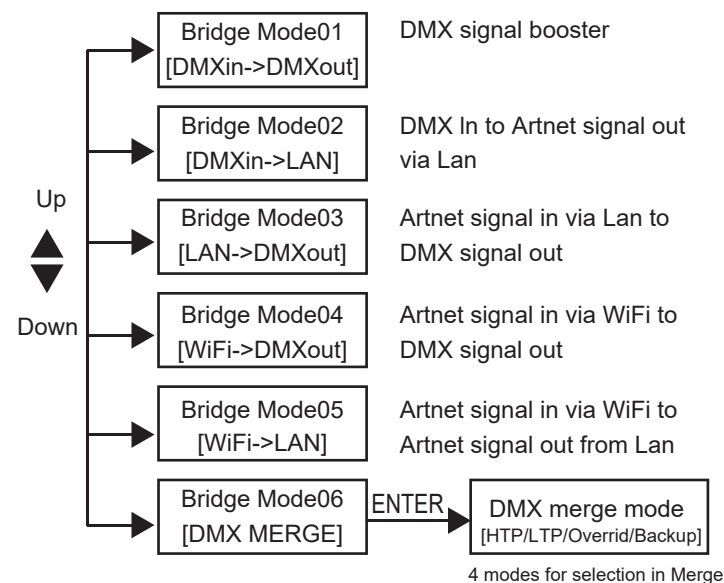 Bridge Mode01
[DMXin->DMXout]
DMX signal booster
Bridge Mode02
[DMXin->LAN]
DMX In to Artnet signal out
via Lan
Up
Down
Bridge Mode03
[LAN->DMXout]
Artnet signal in via Lan to
DMX signal out
Bridge Mode04
[WiFi->DMXout]
Artnet signal in via WiFi to
DMX signal out
Bridge Mode05
[WiFi->LAN]
Artnet signal in via WiFi to
Artnet signal out from Lan
Bridge Mode06
[DMX MERGE]
ENTER
DMX merge mode
[HTP/LTP/Overrid/Backup]
4 modes for selection in Merge